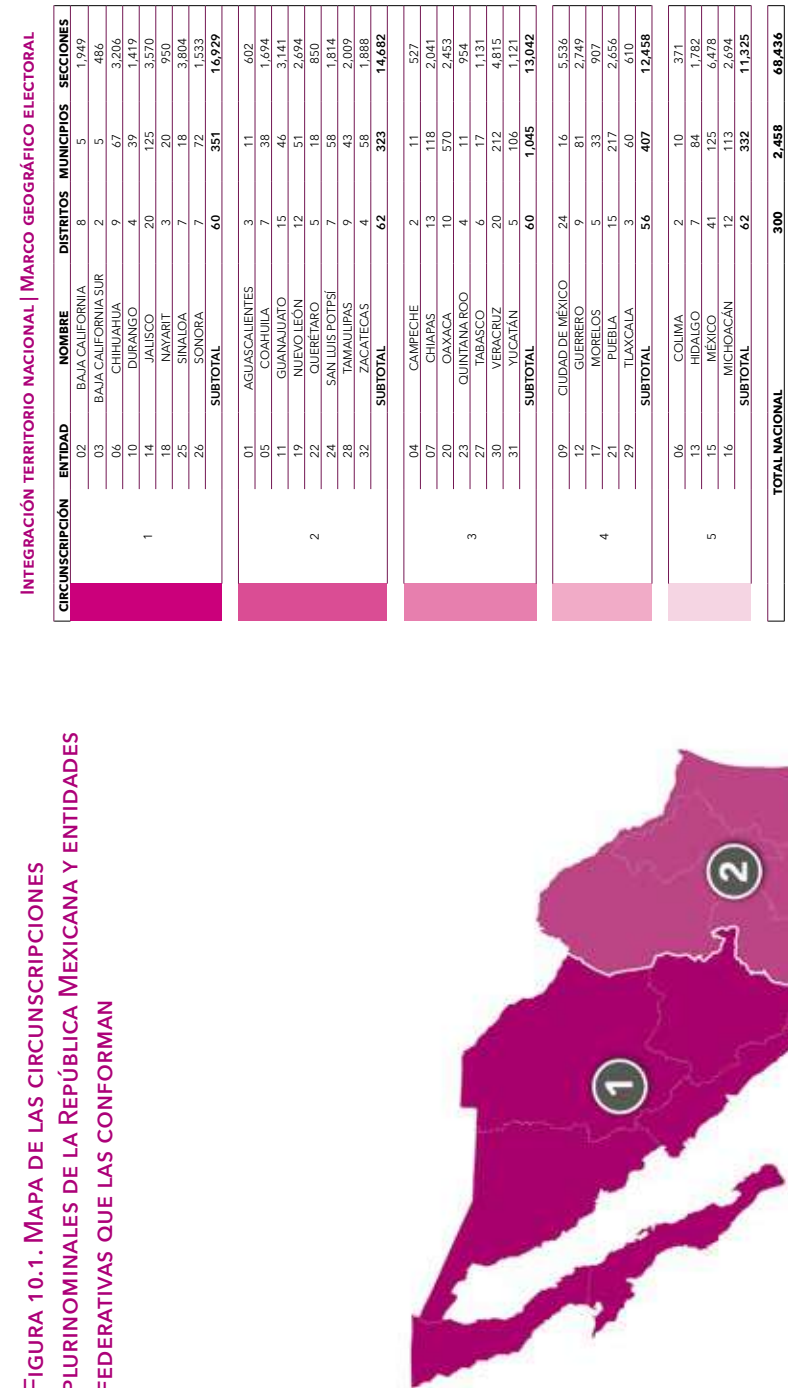 FIGURA 10.1. MAPA DE LAS CIRCUNSCRIPCIONES
PLURINOMINALES DE LA REPÚBLICA MEXICANA Y ENTIDADES
FEDERATIVAS QUE LAS CONFORMAN
1
2
INTEGRACIÓN TERRITORIO NACIONAL | MARCO GEOGRÁFICO ELECTORAL
CIRCUNSCRIPCIÓN ENTIDAD NOMBRE DISTRITOS MUNICIPIOS SECCIONES
1
02 BAJA CALIFORNIA 8 5 1,949
03 BAJA CALIFORNIA SUR 2 5 486
06 CHIHUAHUA 9 67 3,206
10 DURANGO 4 39 1,419
14 JALISCO 20 125 3,570
18 NAYARIT 3 20 950
25 SINALOA 7 18 3,804
26 SONORA 7 72 1,533
SUBTOTAL 60 351 16,929
2
01 AGUASCALIENTES 3 11 602
05 COAHUILA 7 38 1,694
11 GUANAJUATO 15 46 3,141
19 NUEVO LEÓN 12 51 2,694
22 QUERÉTARO 5 18 850
24 SAN LUIS POTPSÍ 7 58 1,814
28 TAMAULIPAS 9 43 2,009
32 ZACATECAS 4 58 1,888
SUBTOTAL 62 323 14,682
3
04 CAMPECHE 2 11 527
07 CHIAPAS 13 118 2,041
20 OAXACA 10 570 2,453
23 QUINTANA ROO 4 11 954
27 TABASCO 6 17 1,131
30 VERACRUZ 20 212 4,815
31 YUCATÁN 5 106 1,121
SUBTOTAL 60 1,045 13,042
4
09 CIUDAD DE MÉXICO 24 16 5,536
12 GUERRERO 9 81 2,749
17 MORELOS 5 33 907
21 PUEBLA 15 217 2,656
29 TLAXCALA 3 60 610
SUBTOTAL 56 407 12,458
5
06 COLIMA 2 10 371
13 HIDALGO 7 84 1,782
15 MÉXICO 41 125 6,478
16 MICHOACÁN 12 113 2,694
SUBTOTAL 62 332 11,325
TOTAL NACIONAL 300 2,458 68,436